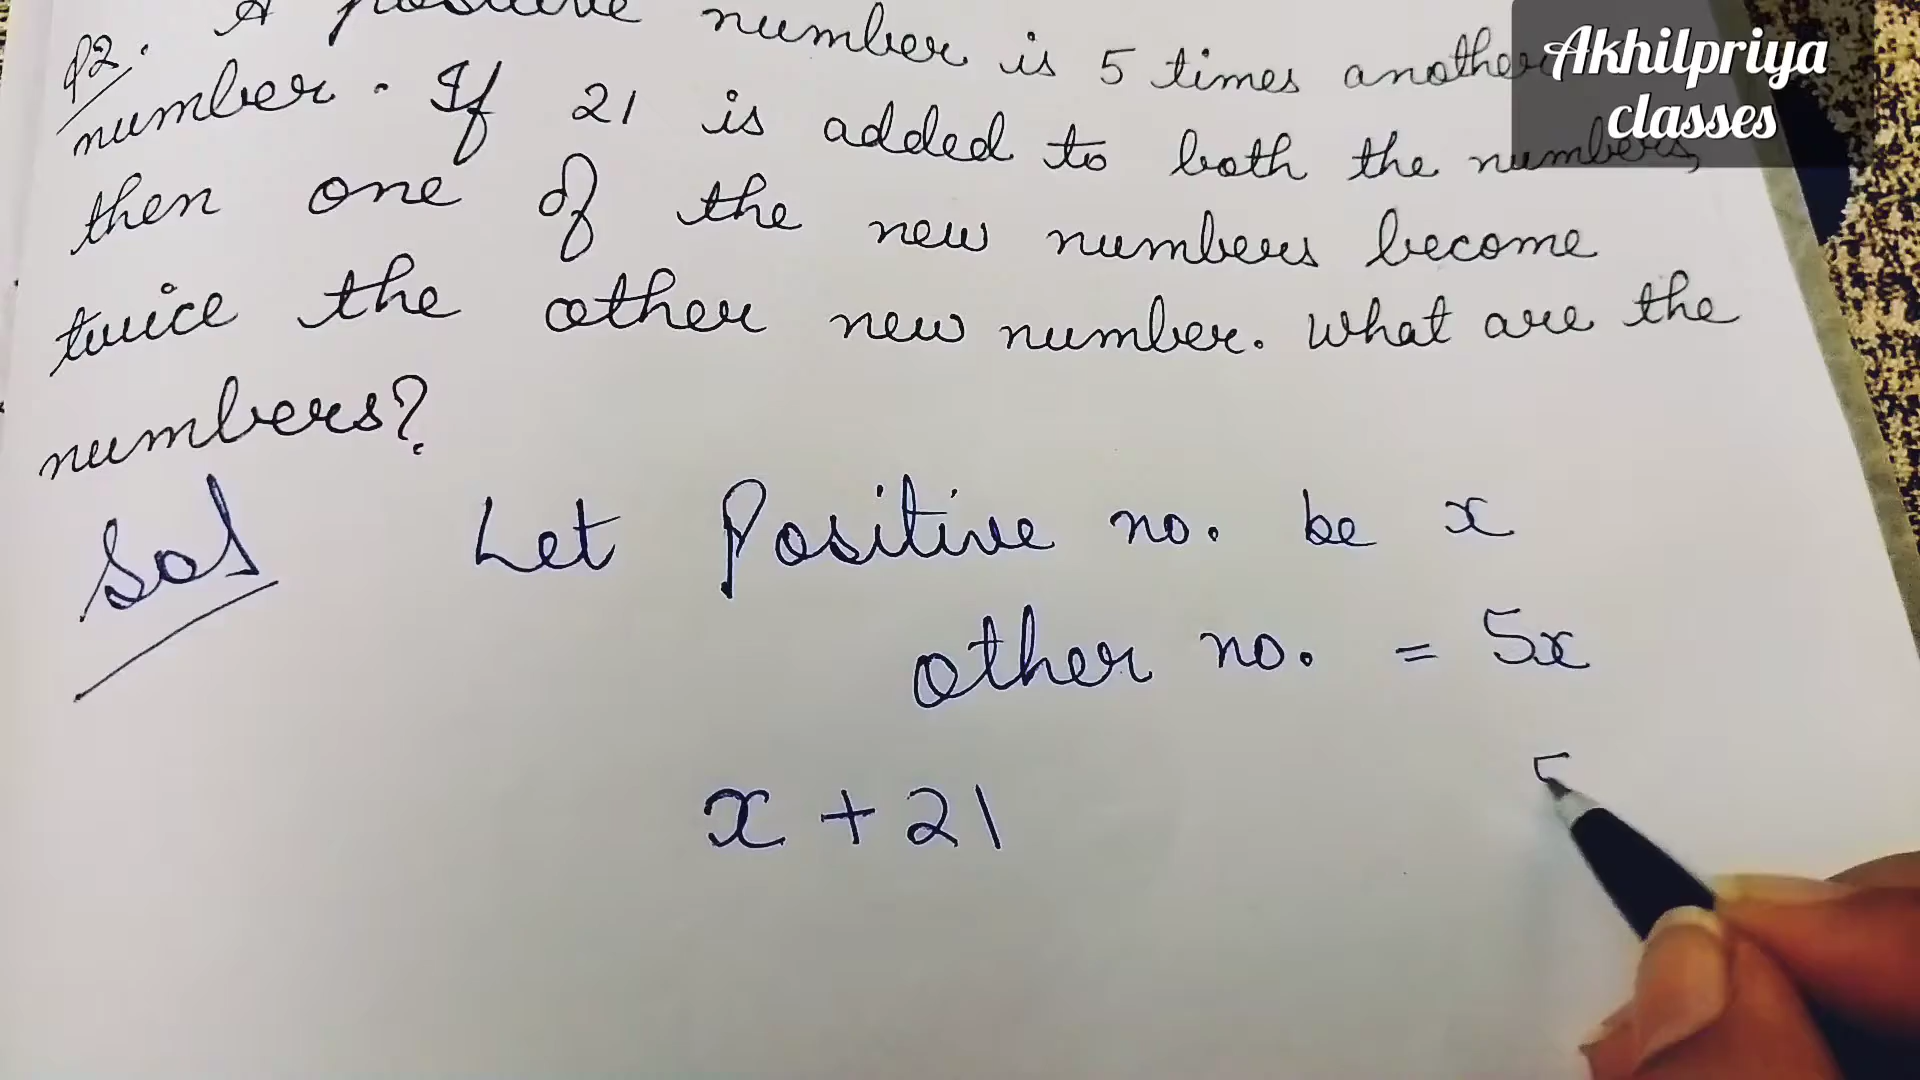 Q2. A positive number is 5 times another
number. If 21 is added to both the numbers,
then one of the new numbers become
twice the other new number. What are the
numbers?
Sol Let Positive no. be x
other no. = 5x
x + 21 5
Akhilpriya
classes